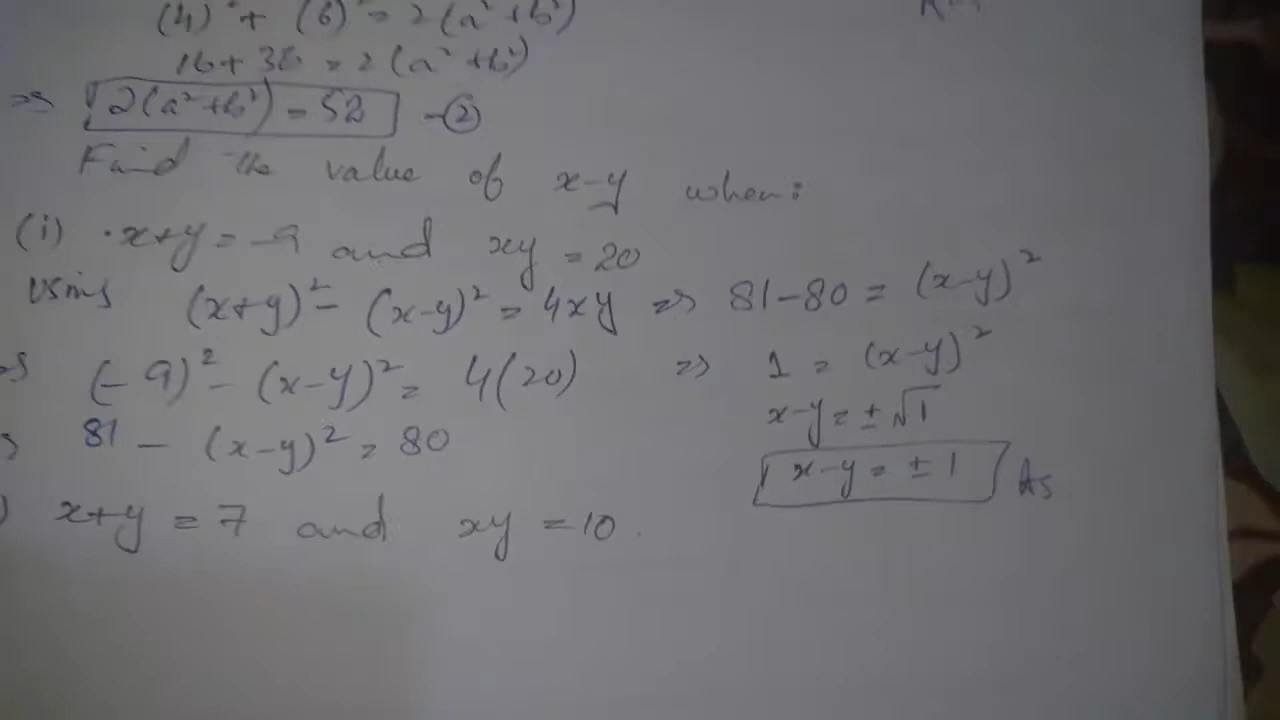 (4)² + (6)² = 2(a²+b²)
16 + 36 = 2(a²+b²)
=> 2(a²+b²) = 52 -②
Find the value of x-y when:
(i) x+y = -9 and xy = 20
using (x+y)² - (x-y)² = 4xy => 81-80 = (x-y)²
(-9)² - (x-y)² = 4(20) => 1 = (x-y)²
81 - (x-y)² = 80
x-y = ±√1
x-y = ±1
) x+y = 7 and xy = 10.